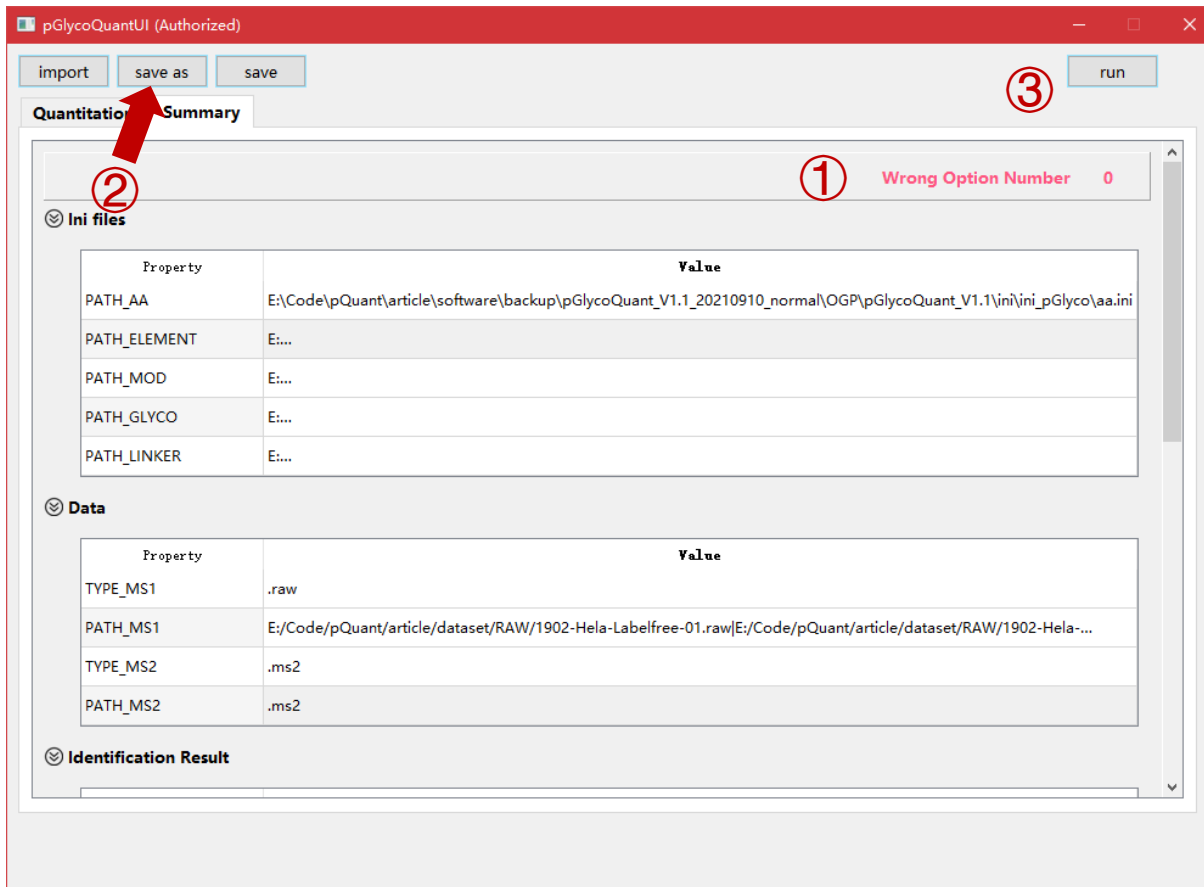 pGlycoQuantUI (Authorized)
import save as save run
③
Quantitation Summary
① Wrong Option Number 0
②
Ini files
Property Value
PATH_AA E:\Code\pQuant\article\software\backup\pGlycoQuant_V1.1_20210910_normal\OGP\pGlycoQuant_V1.1\ini\ini_pGlyco\aa.ini
PATH_ELEMENT E:...
PATH_MOD E:...
PATH_GLYCO E:...
PATH_LINKER E:...
Data
Property Value
TYPE_MS1 .raw
PATH_MS1 E:/Code/pQuant/article/dataset/RAW/1902-Hela-Labelfree-01.raw|E:/Code/pQuant/article/dataset/RAW/1902-Hela-...
TYPE_MS2 .ms2
PATH_MS2 .ms2
Identification Result